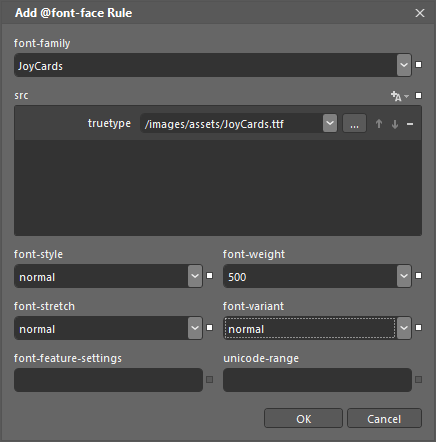 Add @font-face Rule
font-family
JoyCards
src
truetype /images/assets/JoyCards.ttf ...
font-style font-weight
normal 500
font-stretch font-variant
normal normal
font-feature-settings unicode-range
OK Cancel